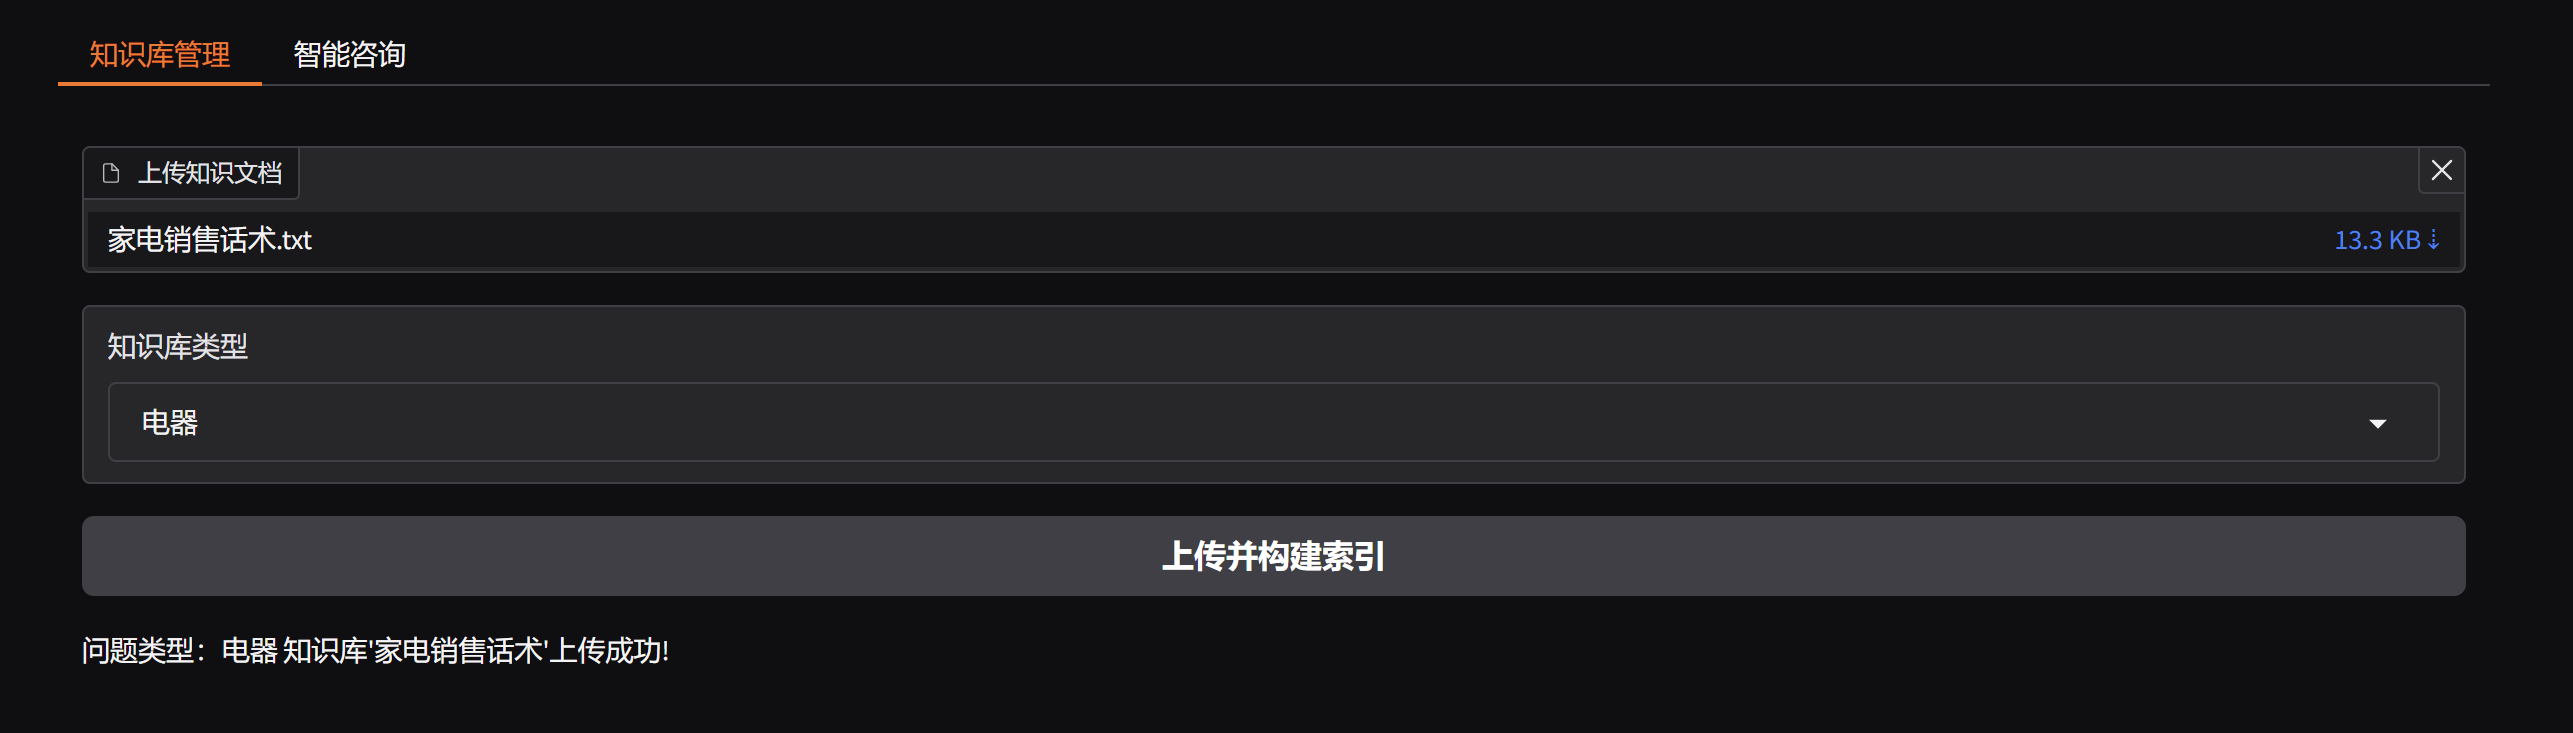 知识库管理 智能咨询
上传知识文档
家电销售话术.txt 13.3 KB⇣
知识库类型
电器
上传并构建索引
问题类型：电器 知识库'家电销售话术'上传成功!